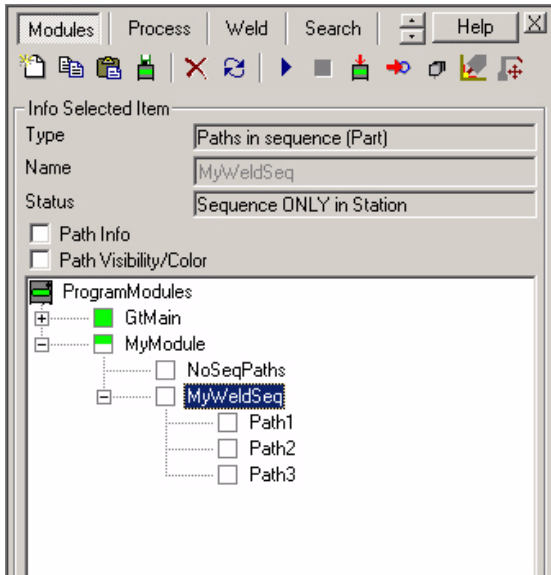 Modules Process Weld Search Help
Info Selected Item
Type Paths in sequence (Part)
Name MyWeldSeq
Status Sequence ONLY in Station
Path Info
Path Visibility/Color
ProgramModules
GtMain
MyModule
NoSeqPaths
MyWeldSeq
Path1
Path2
Path3